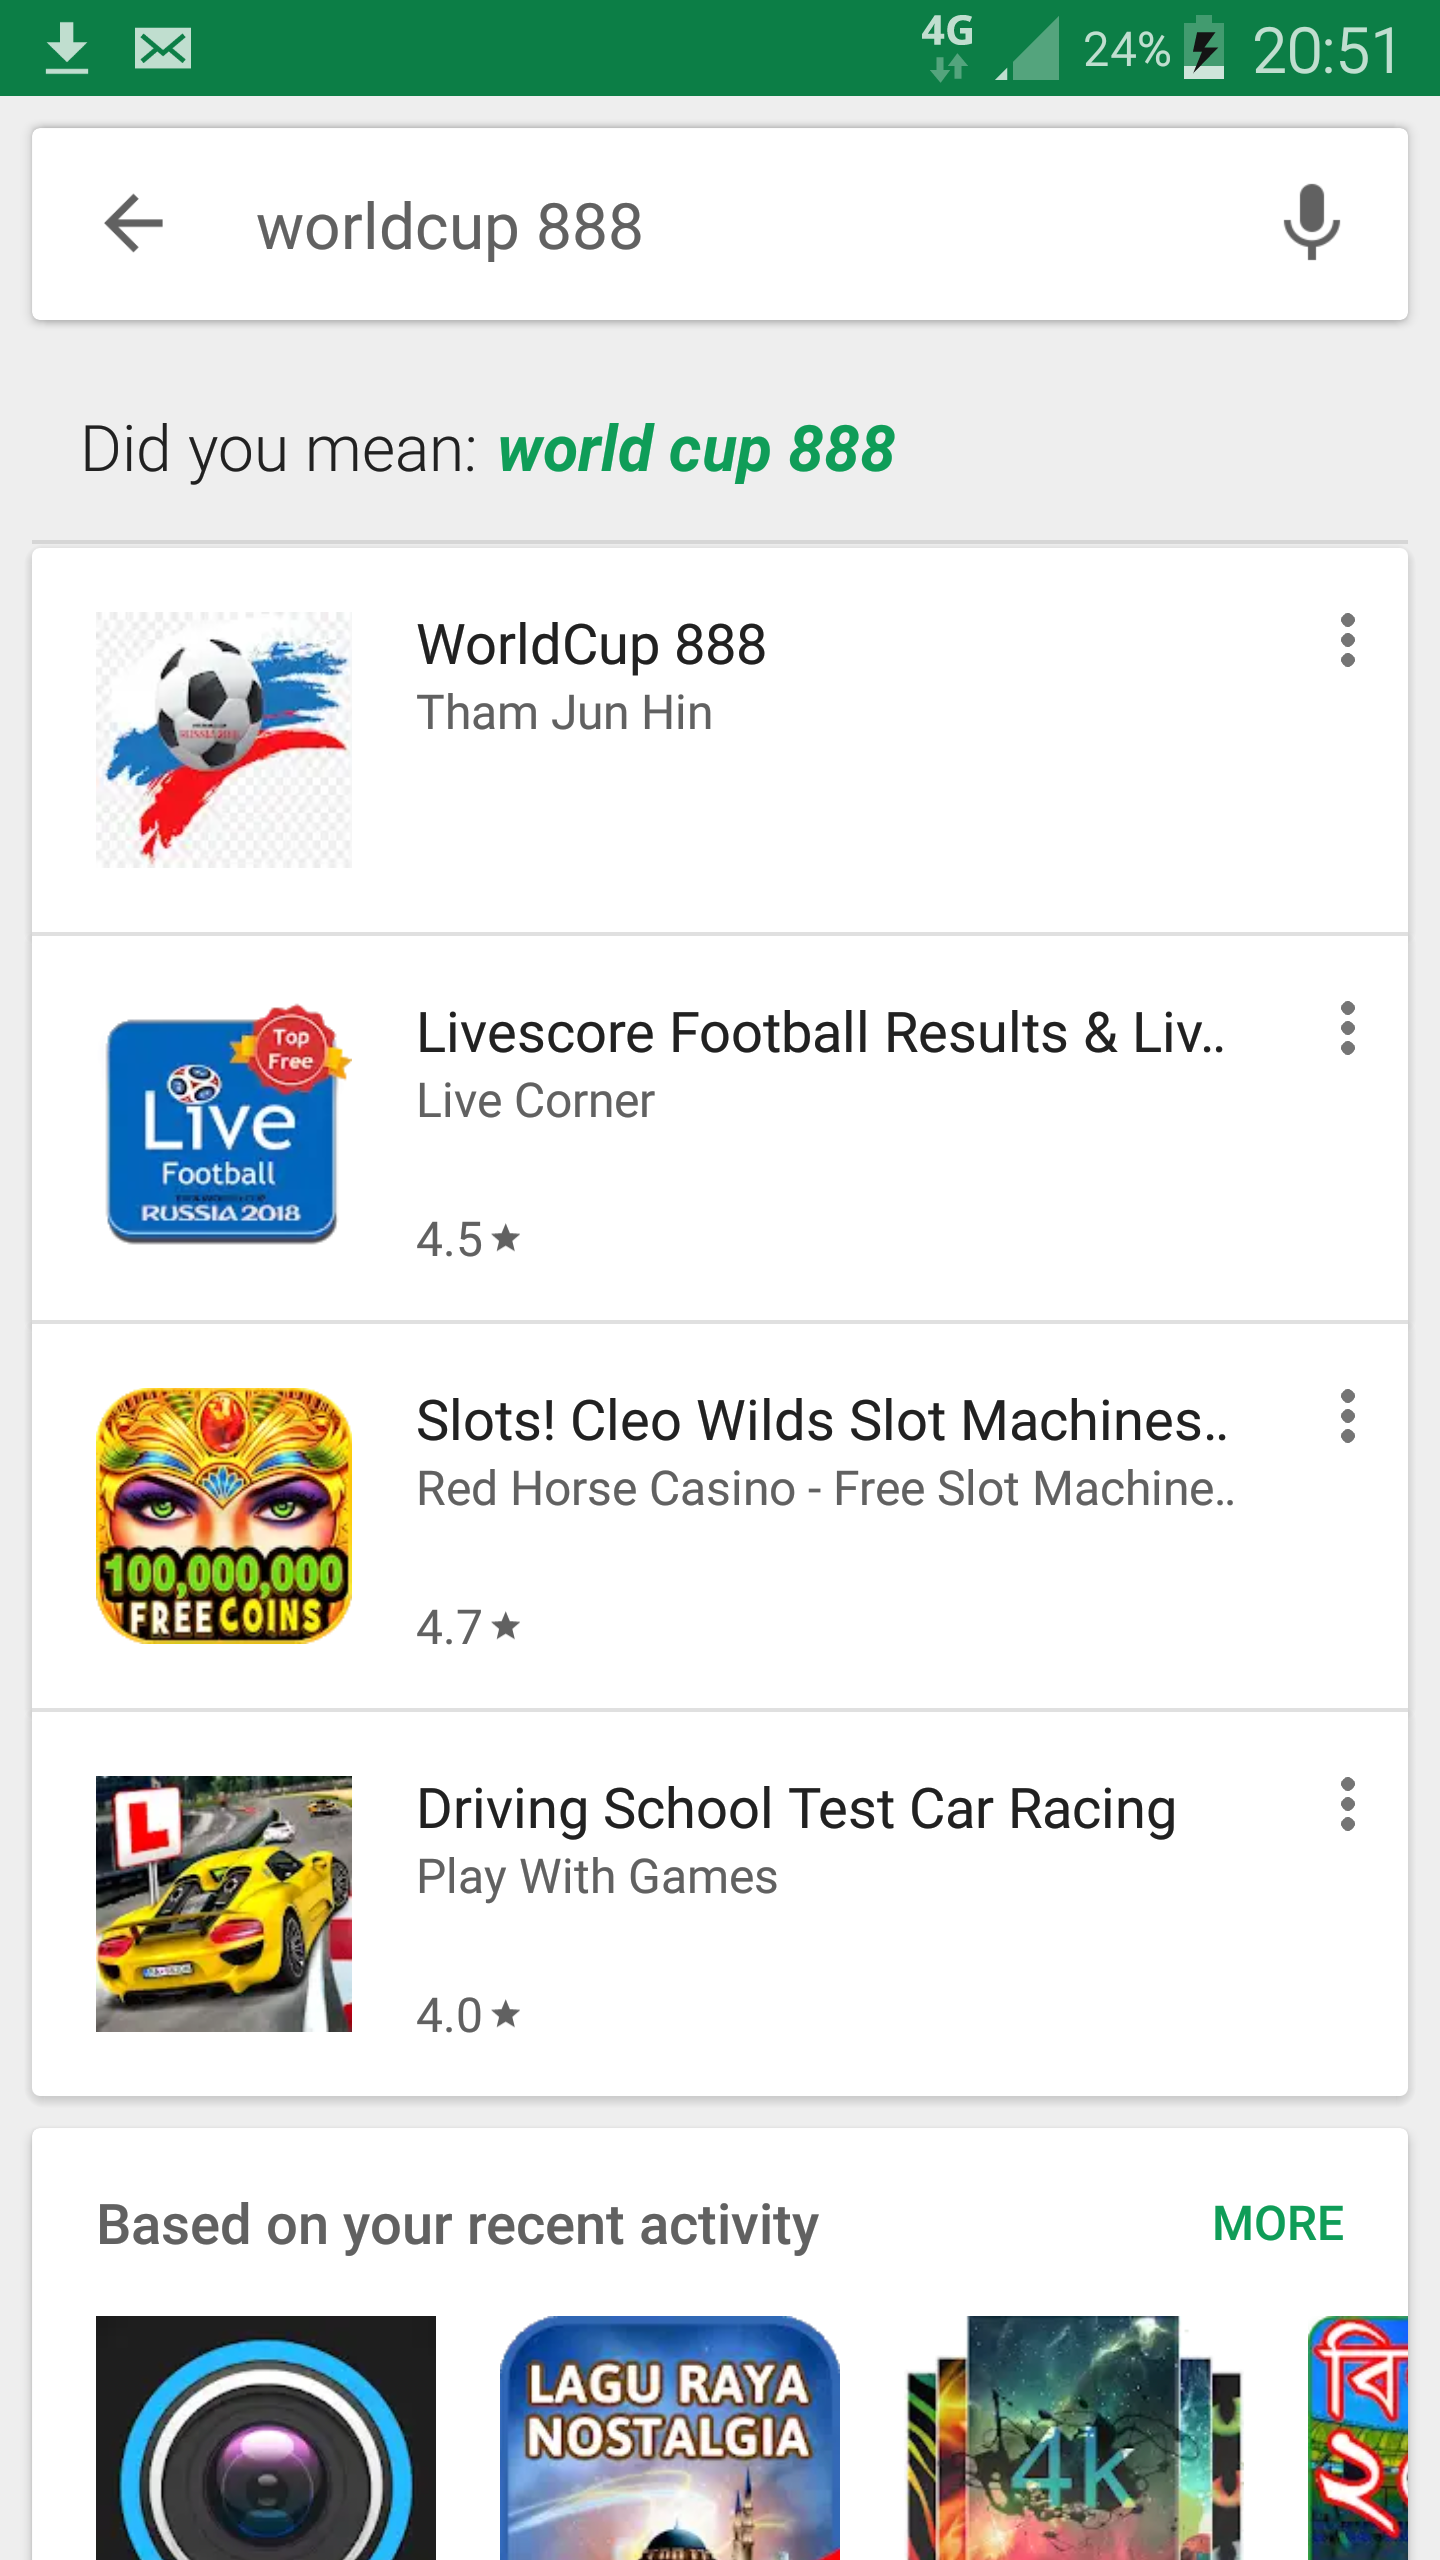 4G 24% 20:51
worldcup 888
Did you mean: world cup 888
WorldCup 888
Tham Jun Hin
RUSSIA 2018
Livescore Football Results & Liv..
Live Corner
Top
Free
Live
Football
RUSSIA 2018
4.5
Slots! Cleo Wilds Slot Machines..
Red Horse Casino - Free Slot Machine..
100,000,000
FREE COINS
4.7
Driving School Test Car Racing
Play With Games
L
4.0
Based on your recent activity
MORE
LAGU RAYA
NOSTALGIA
4k